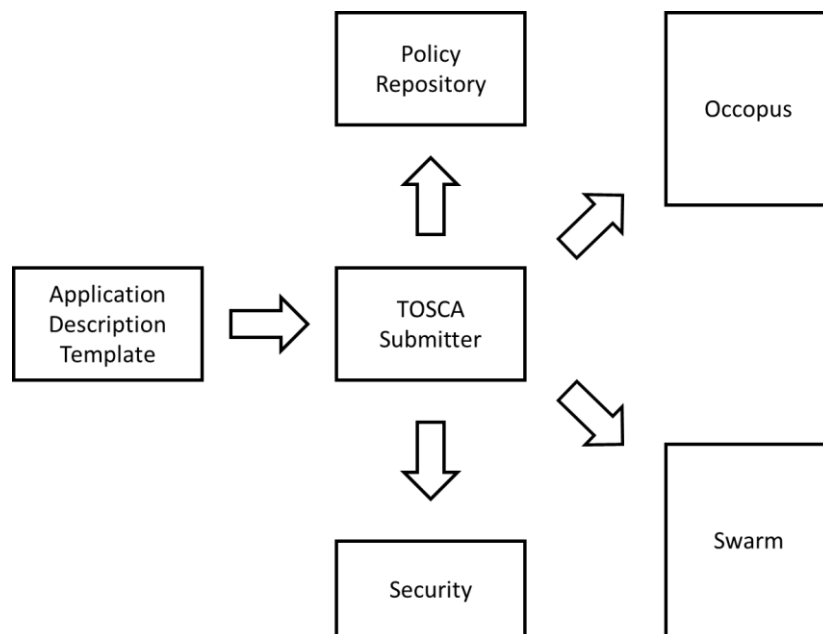 Policy
Repository
Occopus
Application
Description
Template
TOSCA
Submitter
Security
Swarm